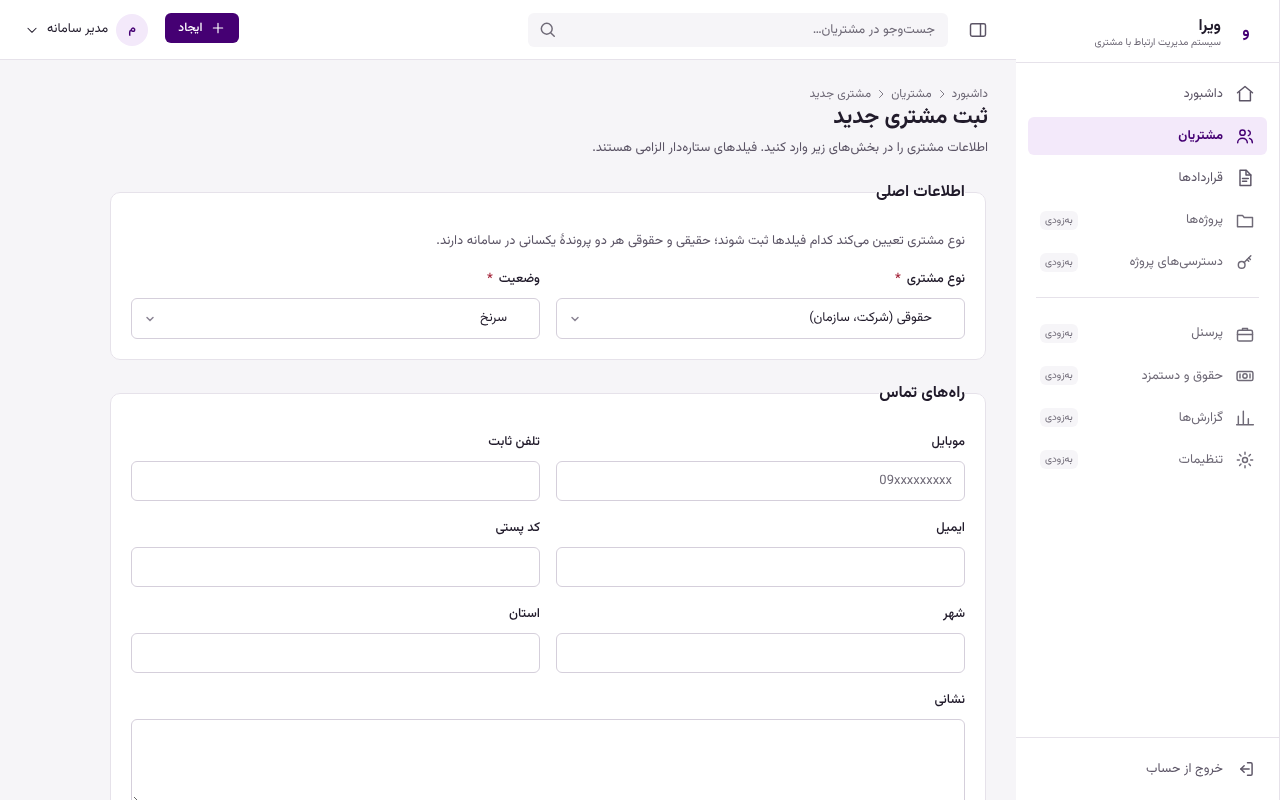 و
ویرا
سیستم مدیریت ارتباط با مشتری
داشبورد
مشتریان
قراردادها
پروژه‌ها
به‌زودی
دسترسی‌های پروژه
به‌زودی
پرسنل
به‌زودی
حقوق و دستمزد
به‌زودی
گزارش‌ها
به‌زودی
تنظیمات
به‌زودی
خروج از حساب
جست‌وجو در مشتریان…
ایجاد
م
مدیر سامانه
داشبورد
مشتریان
مشتری جدید
ثبت مشتری جدید
اطلاعات مشتری را در بخش‌های زیر وارد کنید. فیلدهای ستاره‌دار الزامی هستند.
اطلاعات اصلی
نوع مشتری تعیین می‌کند کدام فیلدها ثبت شوند؛ حقیقی و حقوقی هر دو پروندهٔ یکسانی در سامانه دارند.
نوع مشتری *
وضعیت *
حقوقی (شرکت، سازمان)
سرنخ
راه‌های تماس
موبایل
تلفن ثابت
09xxxxxxxxx
ایمیل
کد پستی
شهر
استان
نشانی